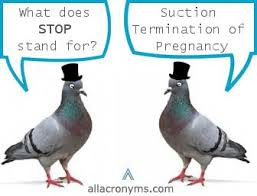 What does
STOP
stand for?
Suction
Termination of
Pregnancy
allacronyms.com